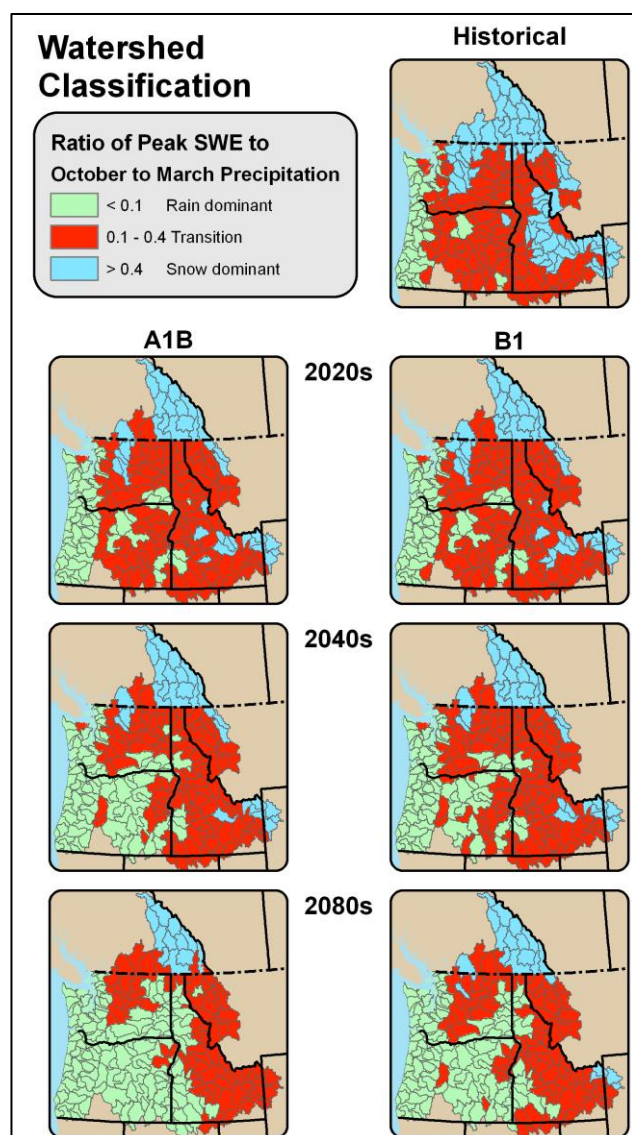 Watershed
Classification
Historical
Ratio of Peak SWE to
October to March Precipitation
< 0.1 Rain dominant
0.1 - 0.4 Transition
> 0.4 Snow dominant
A1B
B1
2020s
2040s
2080s